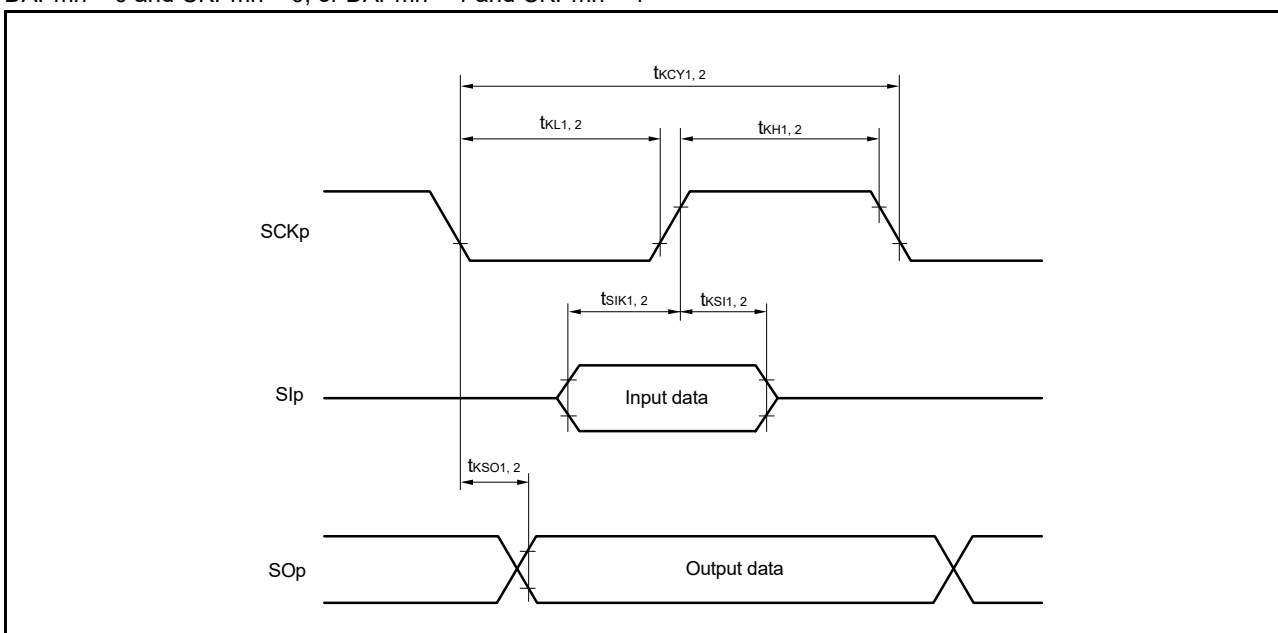 tKCY1, 2
tKL1, 2
tKH1, 2
SCKp
tSIK1, 2
tKSI1, 2
SIp
Input data
tKSO1, 2
SOp
Output data